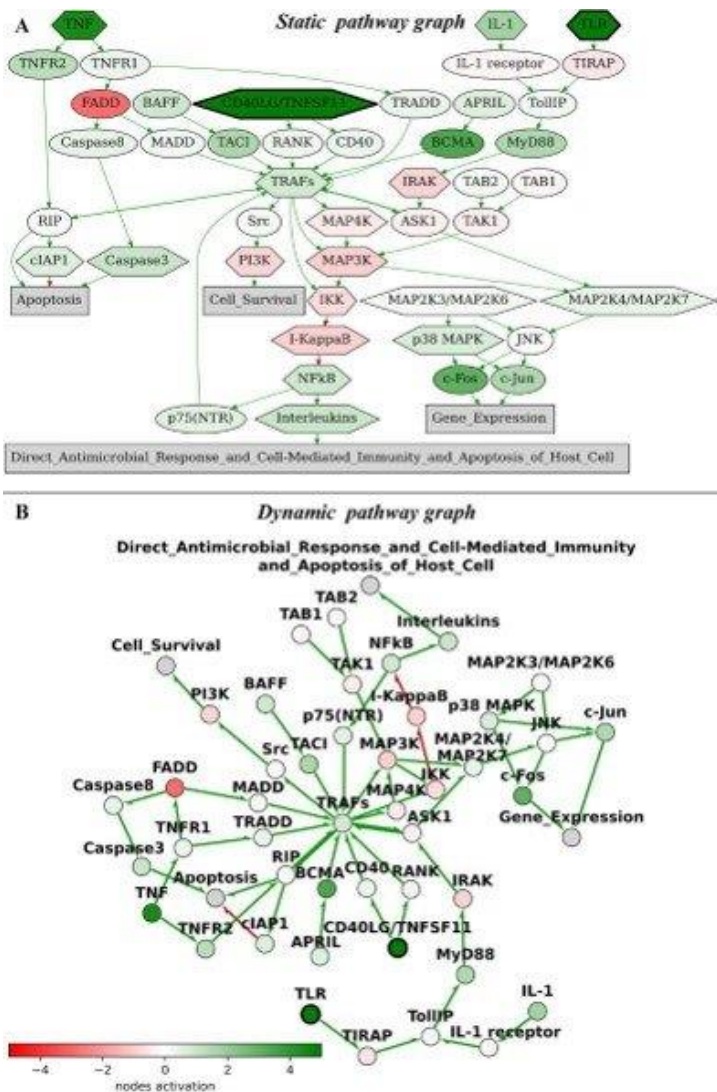 A
Static pathway graph
TNF
IL-1
TLR
TNFR2
TNFR1
IL-1 receptor
TIRAP
FADD
BAFF
CD40LG/TNFSF11
TRADD
APRIL
TollIP
Caspase8
MADD
TACI
RANK
CD40
BCMA
MyD88
TRAFs
IRAK
TAB2
TAB1
RIP
Src
MAP4K
ASK1
TAK1
cIAP1
Caspase3
PI3K
MAP3K
Apoptosis
Cell_Survival
IKK
MAP2K3/MAP2K6
MAP2K4/MAP2K7
I-KappaB
p38 MAPK
JNK
NFkB
c-Fos
c-Jun
p75(NTR)
Interleukins
Gene_Expression
Direct_Antimicrobial_Response_and_Cell-Mediated_Immunity_and_Apoptosis_of_Host_Cell
B
Dynamic pathway graph
Direct_Antimicrobial_Response_and_Cell-Mediated_Immunity
and_Apoptosis_of_Host_Cell
TAB2
TAB1
Interleukins
Cell_Survival
NFkB
TAK1
MAP2K3/MAP2K6
PI3K
BAFF
I-KappaB
p38 MAPK
p75(NTR)
c-Jun
Src
TACI
MAP3K
MAP2K4/
MAP2K7
JNK
FADD
IKK
c-Fos
Caspase8
MADD
MAP4K
TRAFs
Gene_Expression
TNFR1
TRADD
ASK1
Caspase3
RIP
Apoptosis
BCMA
CD40
RANK
IRAK
TNF
cIAP1
TNFR2
APRIL
CD40LG/TNFSF11
MyD88
TLR
IL-1
TollIP
TIRAP
IL-1 receptor
−4
−2
0
2
4
nodes activation